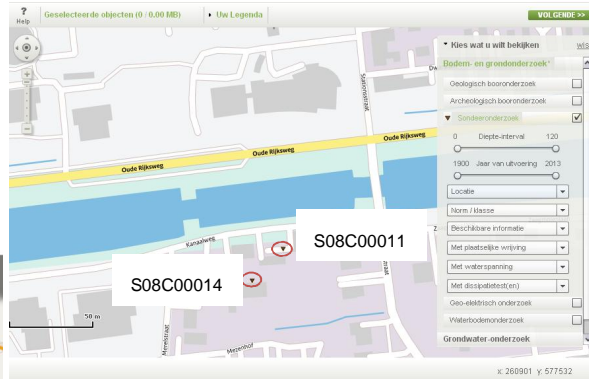 ?
Help
Geselecteerde objecten (0 / 0.00 MB)
Uw Legenda
VOLGENDE >>
Kies wat u wilt bekijken
wis
Bodem- en grondonderzoek*
Geologisch booronderzoek
Archeologisch booronderzoek
Sondeeronderzoek
0 Diepte-interval 120
1900 Jaar van uitvoering 2013
Locatie
Norm / klasse
Beschikbare informatie
Met plaatselijke wrijving
Met waterspanning
Met dissipatietest(en)
Geo-elektrisch onderzoek
Waterbodemonderzoek
Grondwater-onderzoek
Stationsstraat
Oude Rijksweg
Oude Rijksweg
Oude Rijksweg
Kanaalweg
S08C00011
S08C00014
50 m
Menelstraat
Mezenhof
x: 260901 y: 577532